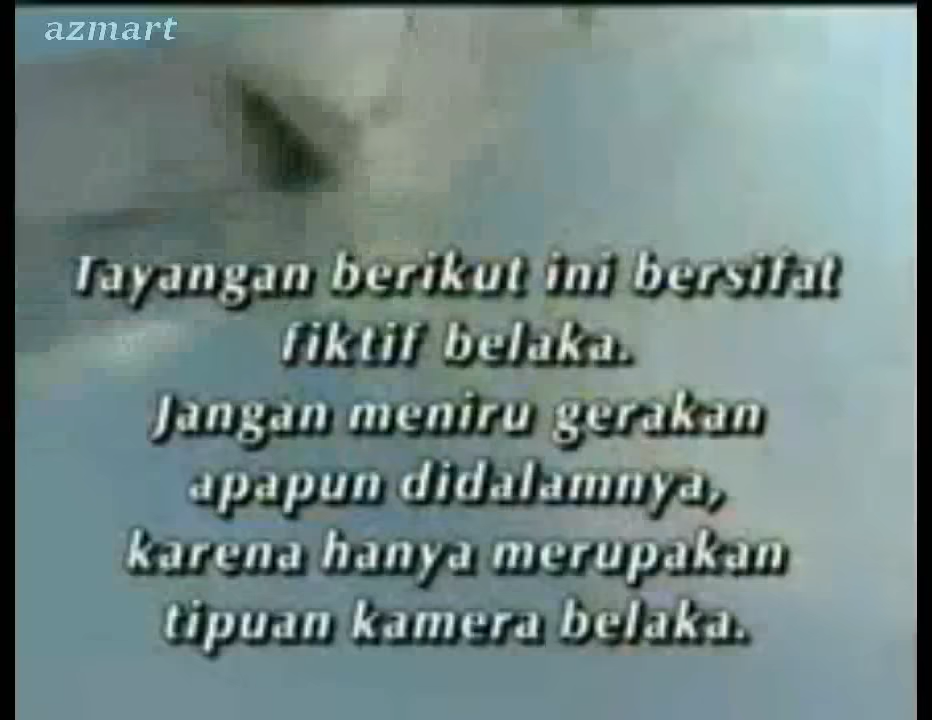 azmart
Tayangan berikut ini bersifat
fiktif belaka.
Jangan meniru gerakan
apapun didalamnya,
karena hanya merupakan
tipuan kamera belaka.